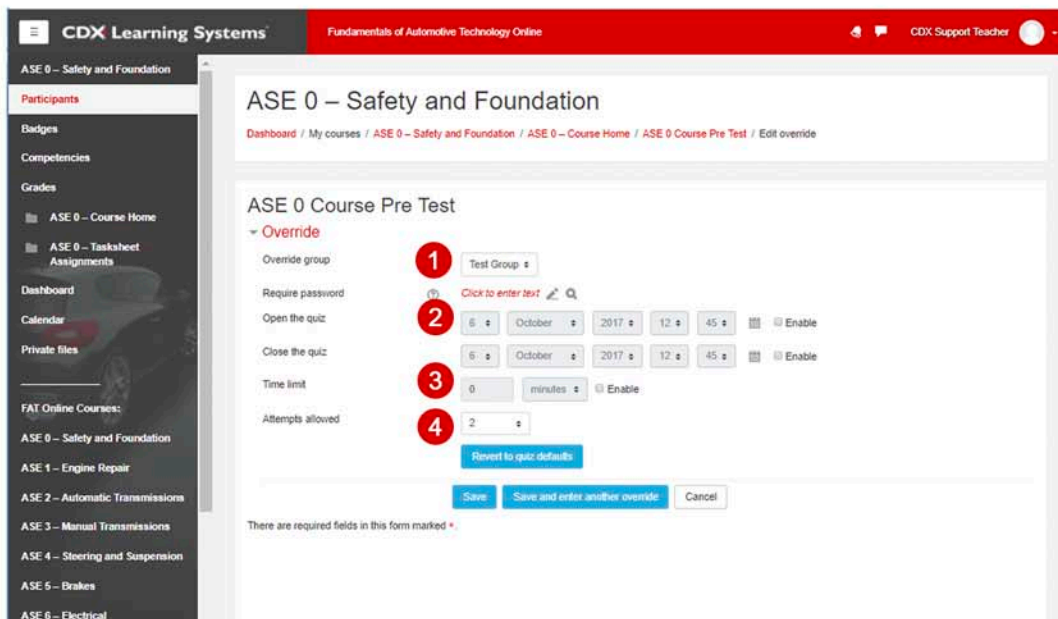 CDX Learning Systems
Fundamentals of Automotive Technology Online
CDX Support Teacher
ASE 0 – Safety and Foundation
Participants
Badges
Competencies
Grades
ASE 0 – Course Home
ASE 0 – Tasksheet
Assignments
Dashboard
Calendar
Private files
FAT Online Courses:
ASE 0 – Safety and Foundation
ASE 1 – Engine Repair
ASE 2 – Automatic Transmissions
ASE 3 – Manual Transmissions
ASE 4 – Steering and Suspension
ASE 5 – Brakes
ASE 6 – Electrical
ASE 0 – Safety and Foundation
Dashboard / My courses / ASE 0 – Safety and Foundation / ASE 0 – Course Home / ASE 0 Course Pre Test / Edit override
ASE 0 Course Pre Test
Override
Override group 1 Test Group
Require password Click to enter text
Open the quiz 2 6 October 2017 12 45 Enable
Close the quiz 6 October 2017 12 45 Enable
Time limit 3 0 minutes Enable
Attempts allowed 4 2
Revert to quiz defaults
Save Save and enter another override Cancel
There are required fields in this form marked *.